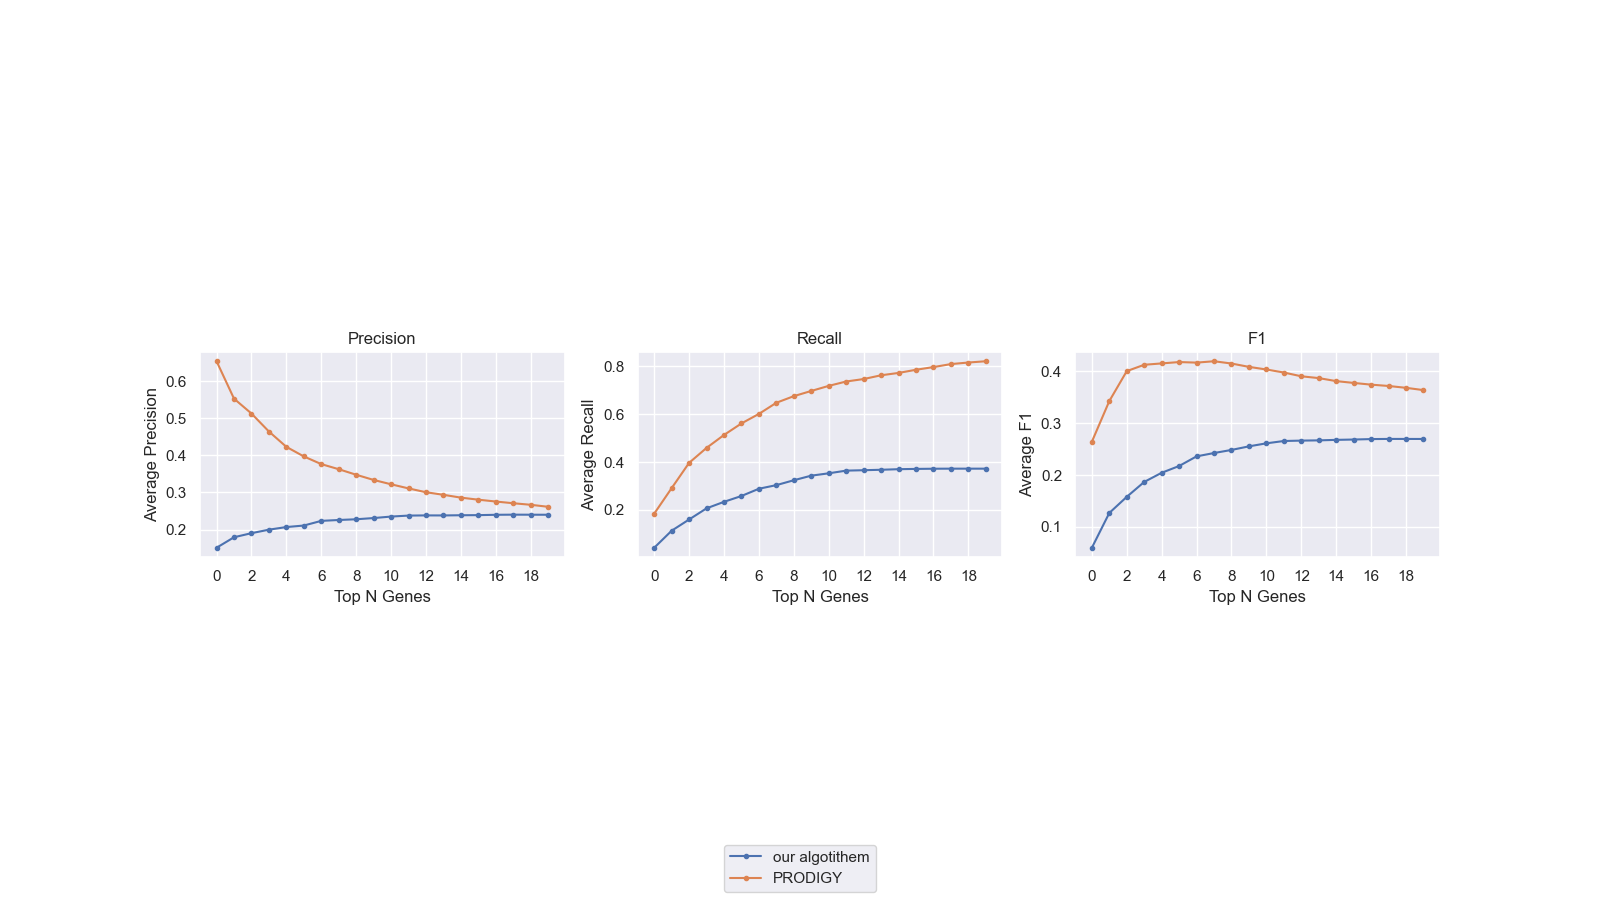 Precision
Average Precision
0.6
0.5
0.4
0.3
0.2
0 2 4 6 8 10 12 14 16 18
Top N Genes
Recall
Average Recall
0.8
0.6
0.4
0.2
0 2 4 6 8 10 12 14 16 18
Top N Genes
F1
Average F1
0.4
0.3
0.2
0.1
0 2 4 6 8 10 12 14 16 18
Top N Genes
our algotithem
PRODIGY